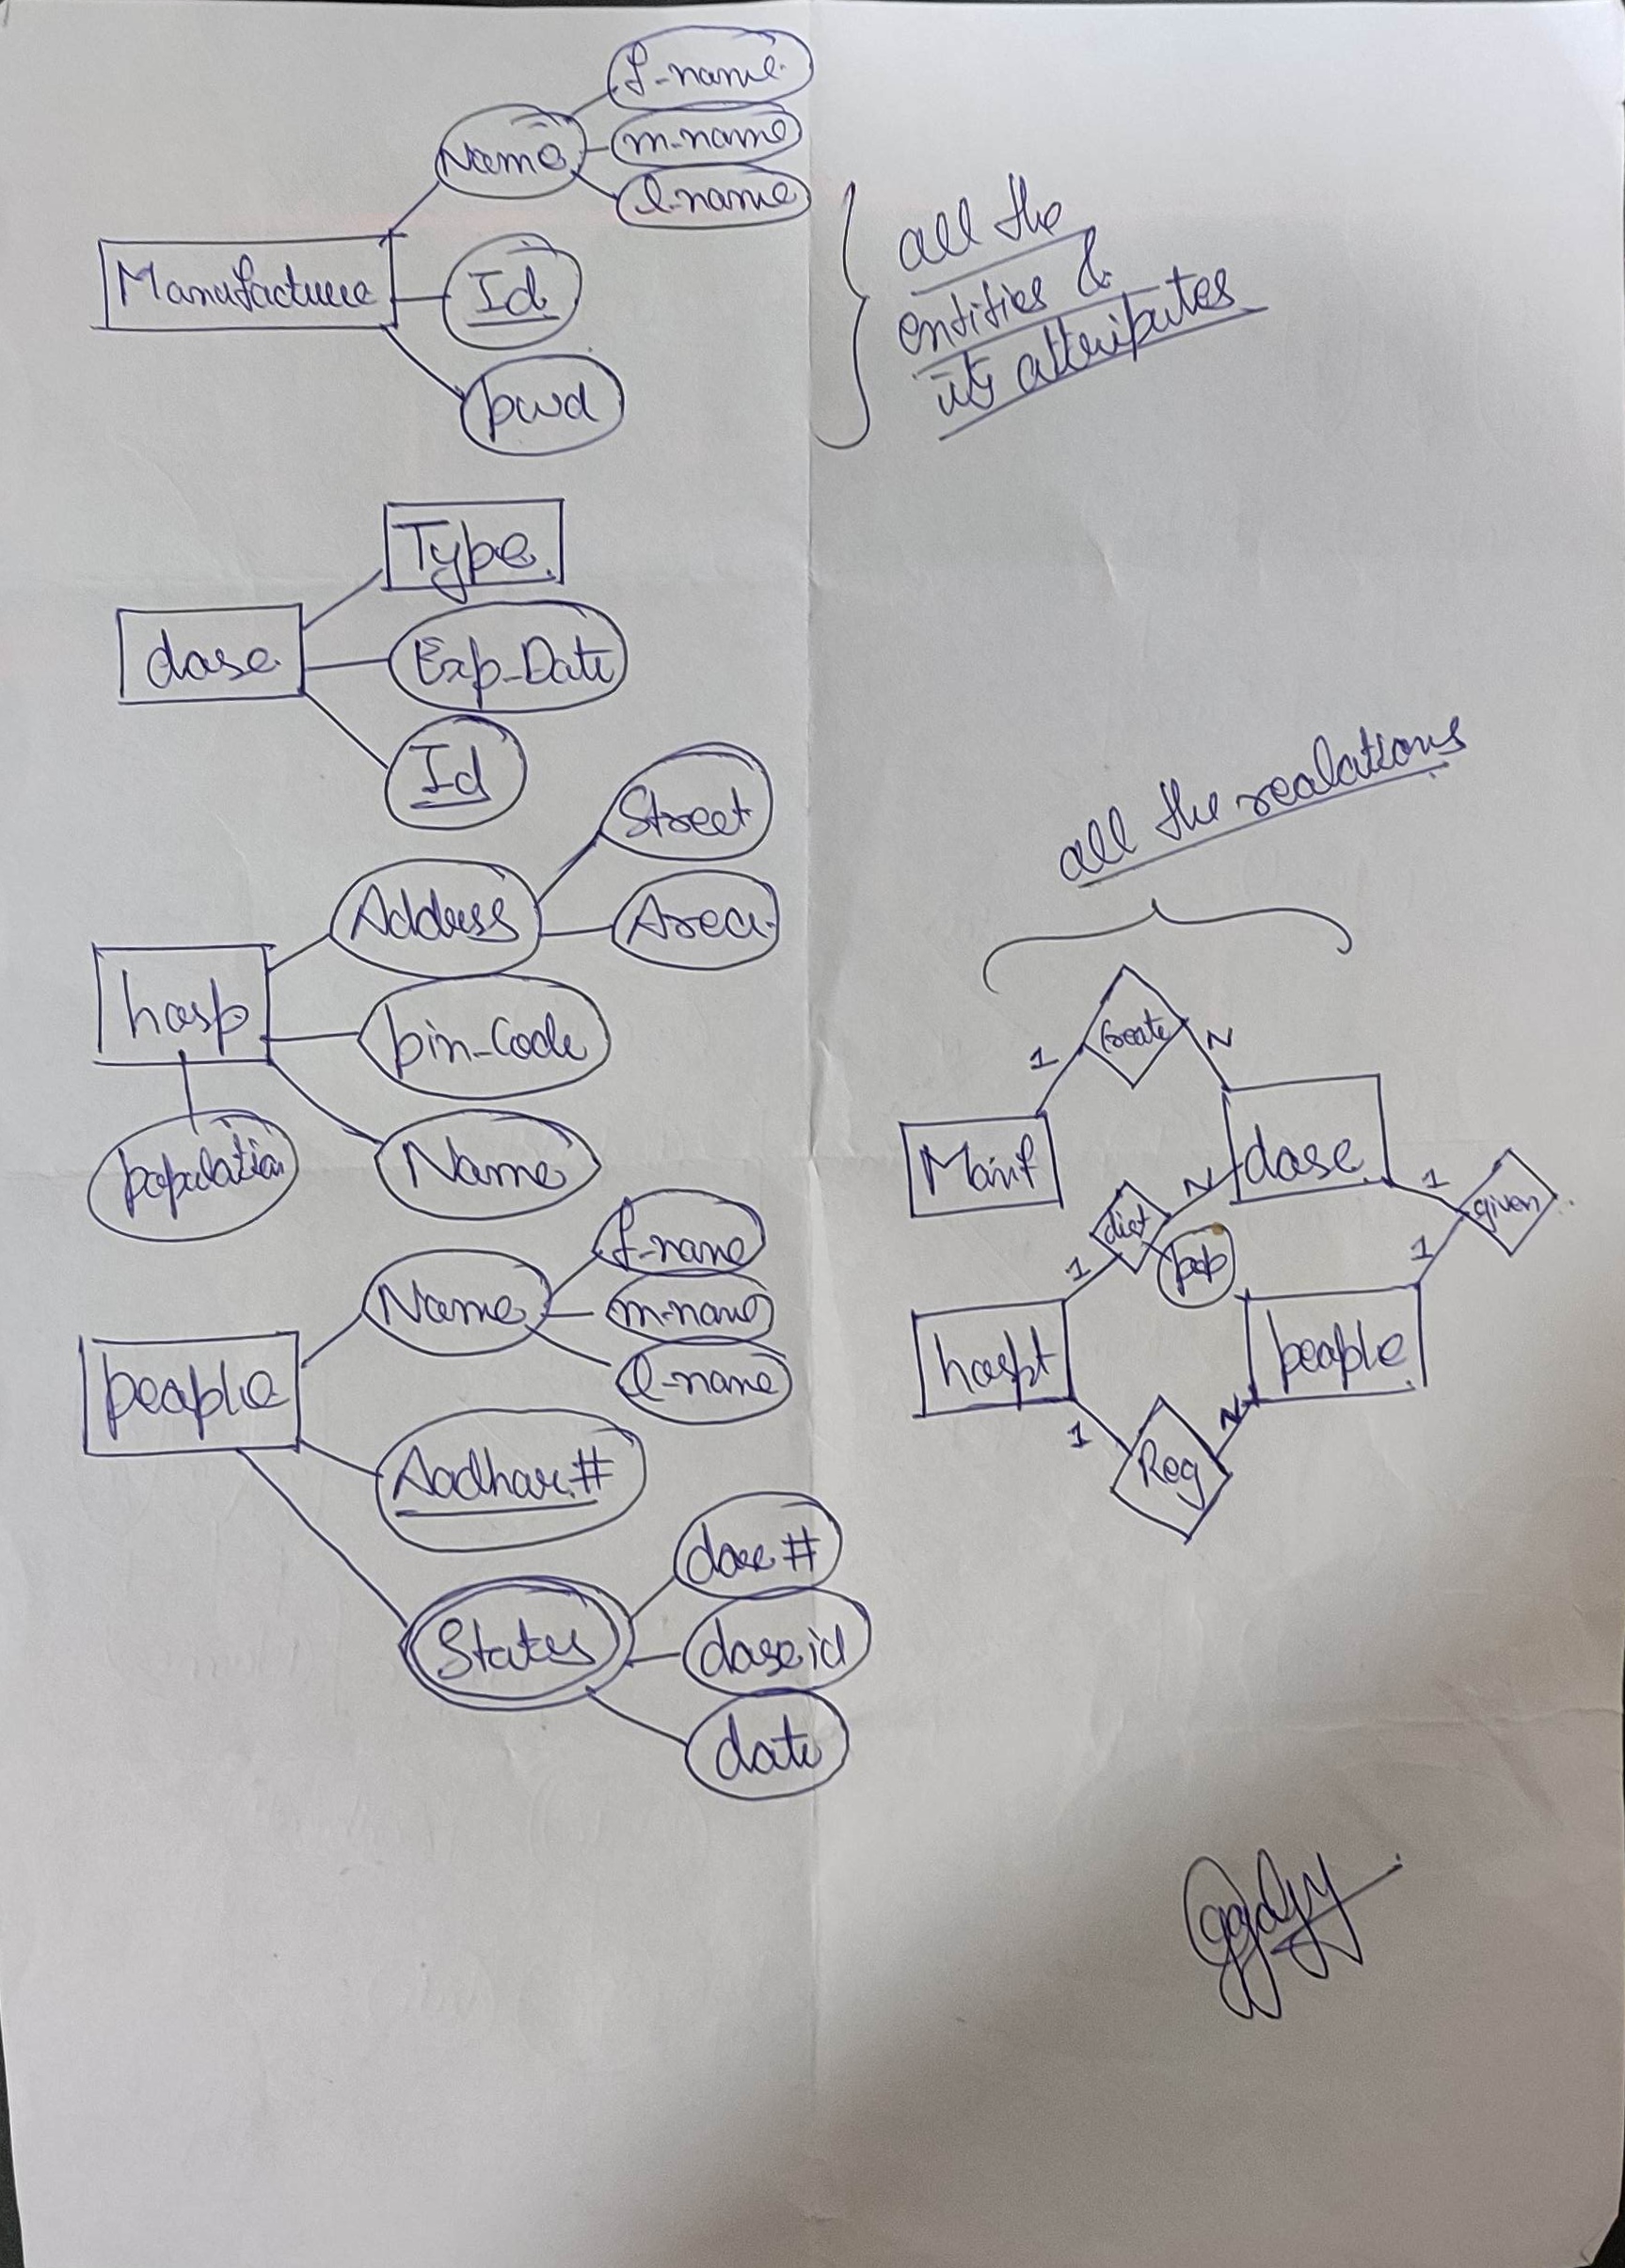 f-name
Name
m-name
l-name
Manufacture
Id
pwd
all the
entities &
its attributes
Type
dose
Exp-Date
Id
Street
Address
Area
hosp
pin-Code
population
Name
f-name
Name
m-name
l-name
people
Aadhar#
dose#
Status
dose id
date
all the realations
Create
1
N
Manf
dose
N
1
given
dist
pop
1
1
hospt
people
1
N
Reg